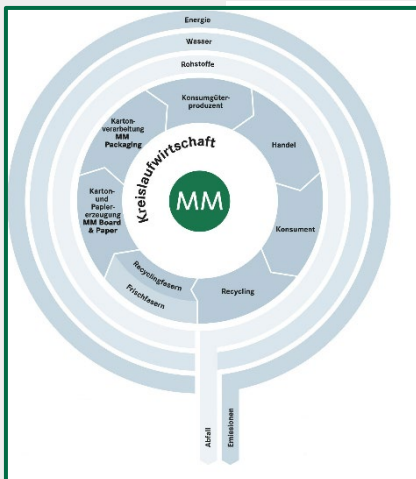 Energie
Wasser
Rohstoffe
Konsumgüter-
produzent
Handel
Konsument
Recycling
Recyclingfasern
Frischfasern
Karton-
und
Papier-
erzeugung
MM Board
& Paper
Karton-
verarbeitung
MM
Packaging
Kreislaufwirtschaft
MM
Abfall
Emissionen